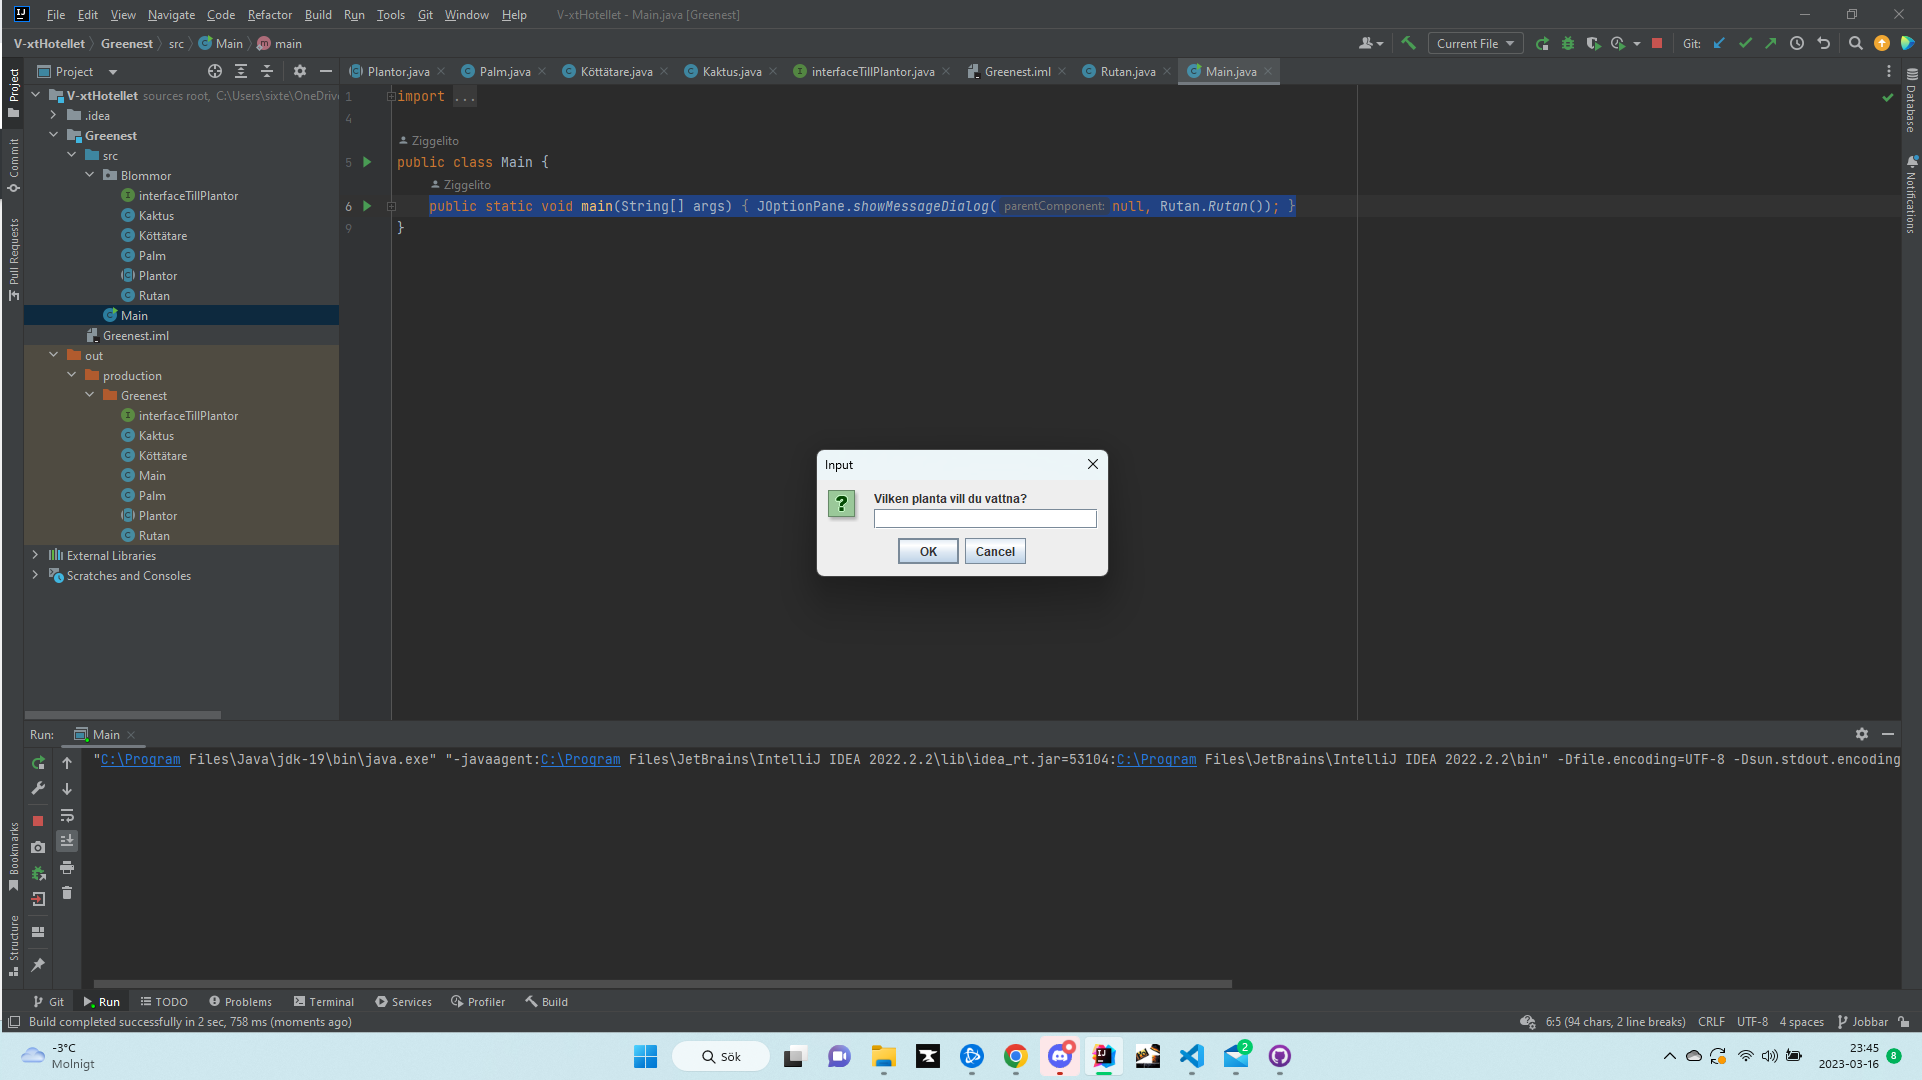 File Edit View Navigate Code Refactor Build Run Tools Git Window Help V-xtHotellet - Main.java [Greenest]
V-xtHotellet Greenest src Main main Current File Git:
Project Plantor.java Palm.java Köttätare.java Kaktus.java interfaceTillPlantor.java Greenest.iml Rutan.java Main.java
Project
Commit
Pull Requests
Bookmarks
Structure
Database
Notifications
V-xtHotellet sources root, C:\Users\sixte\OneDrive
.idea
Greenest
src
Blommor
interfaceTillPlantor
Kaktus
Köttätare
Palm
Plantor
Rutan
Main
Greenest.iml
out
production
Greenest
interfaceTillPlantor
Kaktus
Köttätare
Main
Palm
Plantor
Rutan
External Libraries
Scratches and Consoles
1 import ...
4
Ziggelito
5 public class Main {
Ziggelito
6 public static void main(String[] args) { JOptionPane.showMessageDialog( parentComponent: null, Rutan.Rutan()); }
9 }
Input
Vilken planta vill du vattna?
OK Cancel
Run: Main
"C:\Program Files\Java\jdk-19\bin\java.exe" "-javaagent:C:\Program Files\JetBrains\IntelliJ IDEA 2022.2.2\lib\idea_rt.jar=53104:C:\Program Files\JetBrains\IntelliJ IDEA 2022.2.2\bin" -Dfile.encoding=UTF-8 -Dsun.stdout.encoding
Git Run TODO Problems Terminal Services Profiler Build
Build completed successfully in 2 sec, 758 ms (moments ago) 6:5 (94 chars, 2 line breaks) CRLF UTF-8 4 spaces Jobbar
-3°C
Molnigt
Sök
2
23:45
2023-03-16
8